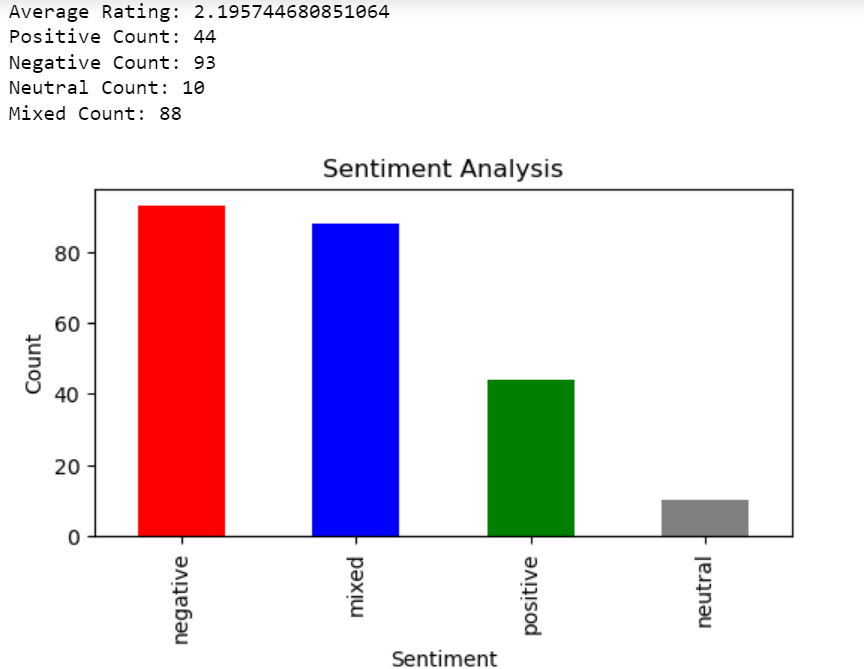 Average Rating: 2.195744680851064
Positive Count: 44
Negative Count: 93
Neutral Count: 10
Mixed Count: 88
Sentiment Analysis
80
60
40
20
0
Count
negative
mixed
positive
neutral
Sentiment